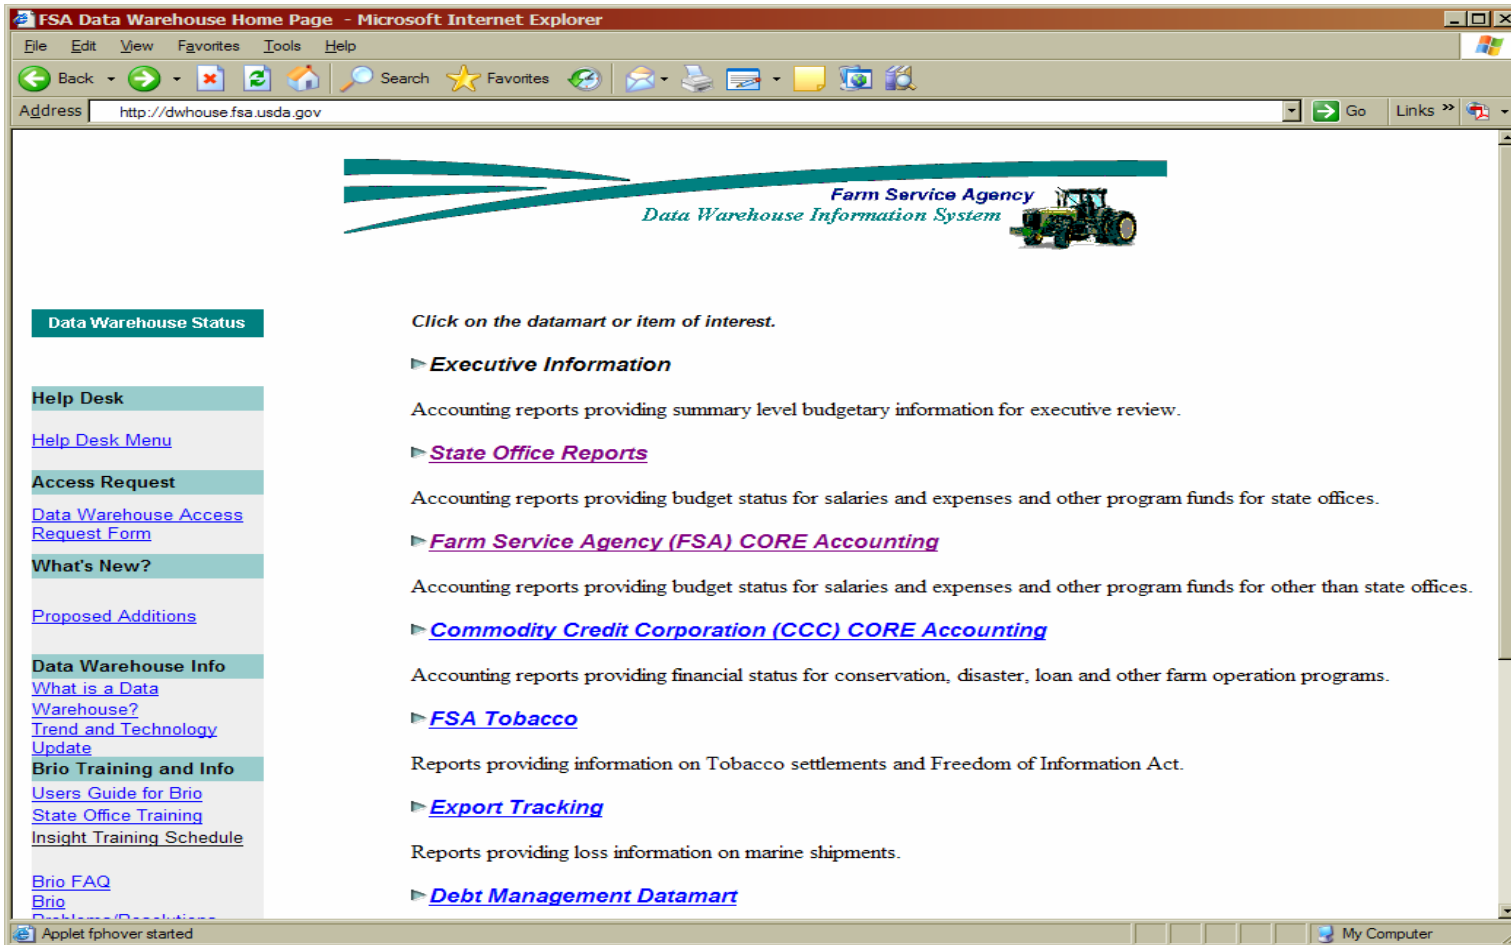 FSA Data Warehouse Home Page - Microsoft Internet Explorer
File Edit View Favorites Tools Help
Back Search Favorites
Address http://dwhouse.fsa.usda.gov Go Links »
Farm Service Agency
Data Warehouse Information System
Data Warehouse Status
Help Desk
Help Desk Menu
Access Request
Data Warehouse Access
Request Form
What's New?
Proposed Additions
Data Warehouse Info
What is a Data
Warehouse?
Trend and Technology
Update
Brio Training and Info
Users Guide for Brio
State Office Training
Insight Training Schedule
Brio FAQ
Brio
Problems/Resolutions
Click on the datamart or item of interest.
Executive Information
Accounting reports providing summary level budgetary information for executive review.
State Office Reports
Accounting reports providing budget status for salaries and expenses and other program funds for state offices.
Farm Service Agency (FSA) CORE Accounting
Accounting reports providing budget status for salaries and expenses and other program funds for other than state offices.
Commodity Credit Corporation (CCC) CORE Accounting
Accounting reports providing financial status for conservation, disaster, loan and other farm operation programs.
FSA Tobacco
Reports providing information on Tobacco settlements and Freedom of Information Act.
Export Tracking
Reports providing loss information on marine shipments.
Debt Management Datamart
Applet fphover started
My Computer